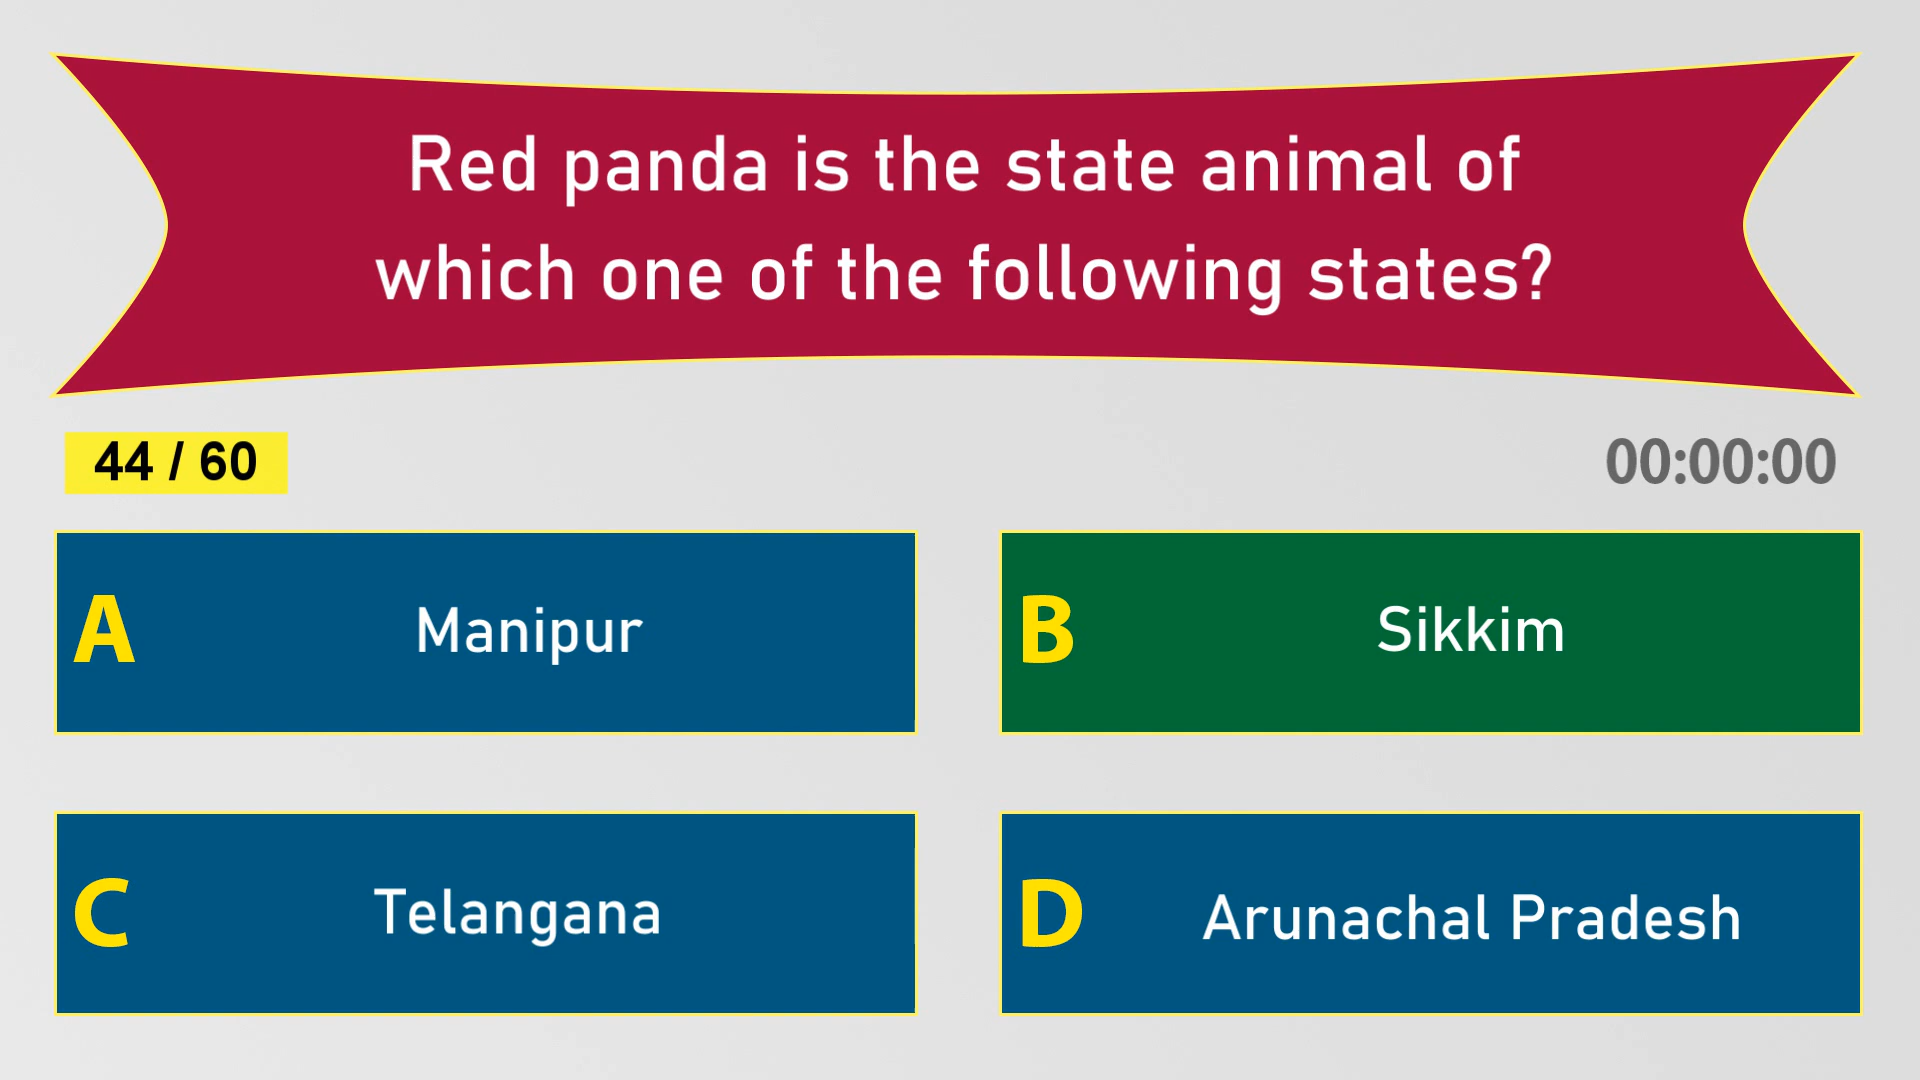 Red panda is the state animal of
which one of the following states?
44 / 60
00:00:00
A Manipur
B Sikkim
C Telangana
D Arunachal Pradesh